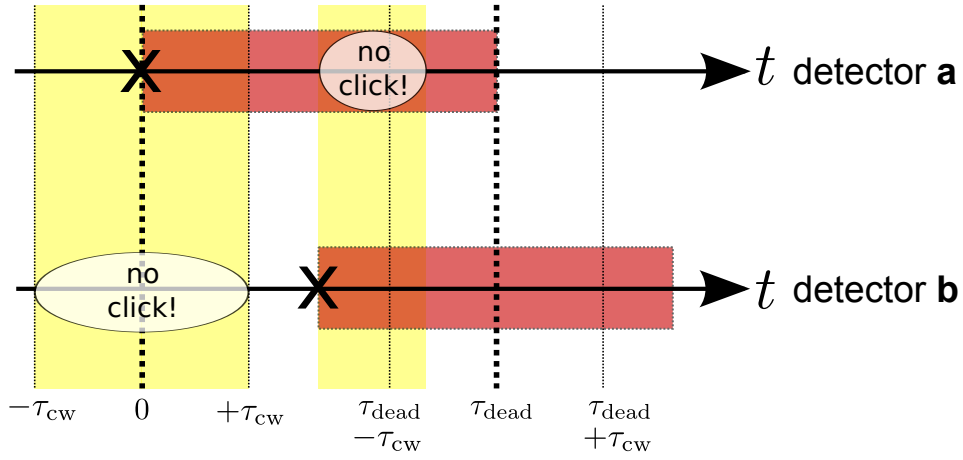 no
click!
t detector a
no
click!
t detector b
−τcw
0
+τcw
τdead
−τcw
τdead
τdead
+τcw